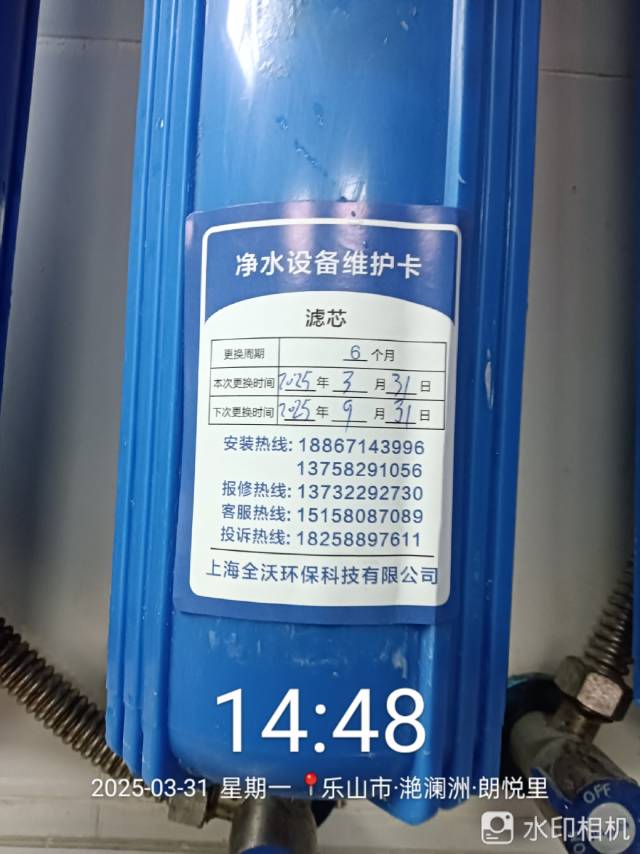 净水设备维护卡
滤芯
更换周期 6 个月
本次更换时间 2025 年 3 月 31 日
下次更换时间 2025 年 9 月 31 日
安装热线: 18867143996
13758291056
报修热线: 13732292730
客服热线: 15158087089
投诉热线: 18258897611
上海全沃环保科技有限公司
14:48
2025-03-31 星期一 乐山市·滟澜洲·朗悦里
OFF
水印相机